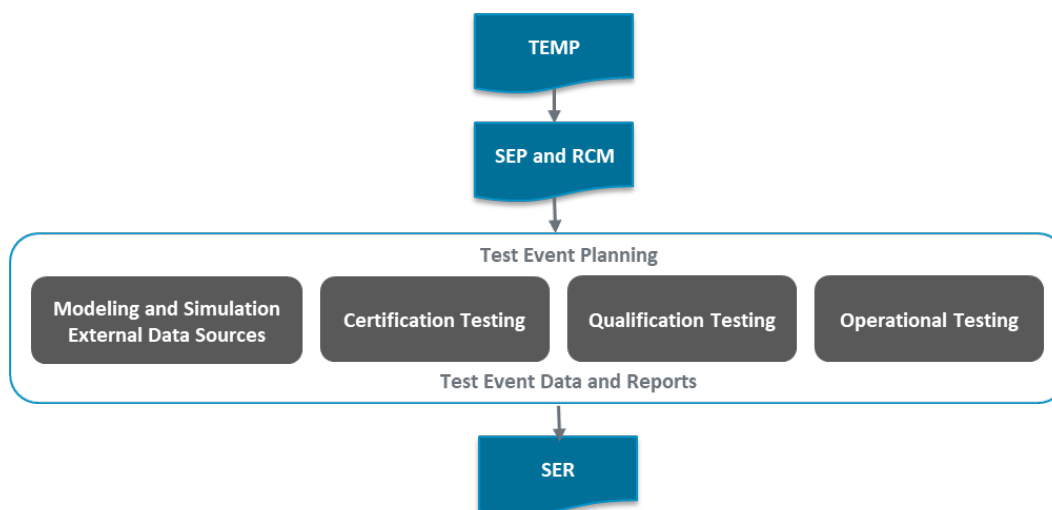 TEMP
SEP and RCM
Test Event Planning
Modeling and Simulation
External Data Sources
Certification Testing
Qualification Testing
Operational Testing
Test Event Data and Reports
SER